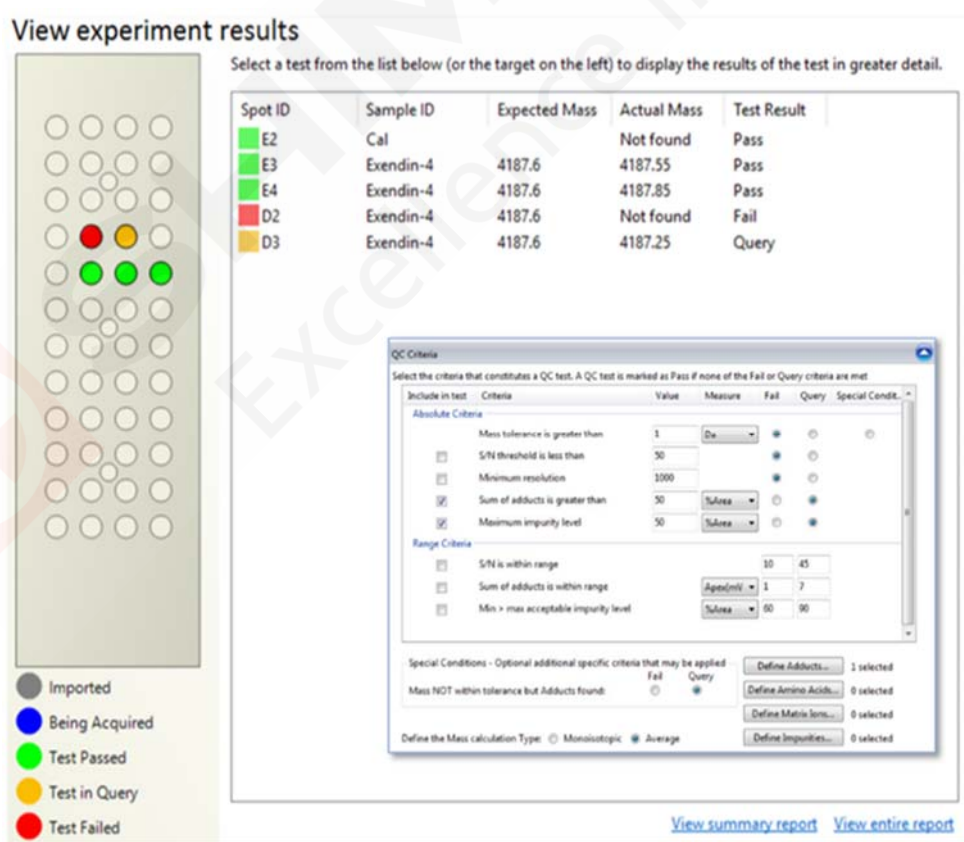 View experiment results
Select a test from the list below (or the target on the left) to display the results of the test in greater detail.
Spot ID Sample ID Expected Mass Actual Mass Test Result
E2 Cal Not found Pass
E3 Exendin-4 4187.6 4187.55 Pass
E4 Exendin-4 4187.6 4187.85 Pass
D2 Exendin-4 4187.6 Not found Fail
D3 Exendin-4 4187.6 4187.25 Query
QC Criteria
Select the criteria that constitutes a QC test. A QC test is marked as Pass if none of the Fail or Query criteria are met
Include in test Criteria Value Measure Fail Query Special Condit..
Absolute Criteria
Mass tolerance is greater than 1 Da
S/N threshold is less than 50
Minimum resolution 1000
Sum of adducts is greater than 50 %Area
Maximum impurity level 50 %Area
Range Criteria
S/N is within range 10 45
Sum of adducts is within range Apex(mV 1 7
Min > max acceptable impurity level %Area 60 90
Special Conditions - Optional additional specific criteria that may be applied
Fail Query
Mass NOT within tolerance but Adducts found:
Define Adducts... 1 selected
Define Amino Acids... 0 selected
Define Matrix Ions... 0 selected
Define the Mass calculation Type: Monoisotopic Average
Define Impurities... 0 selected
Imported
Being Acquired
Test Passed
Test in Query
Test Failed
View summary report View entire report